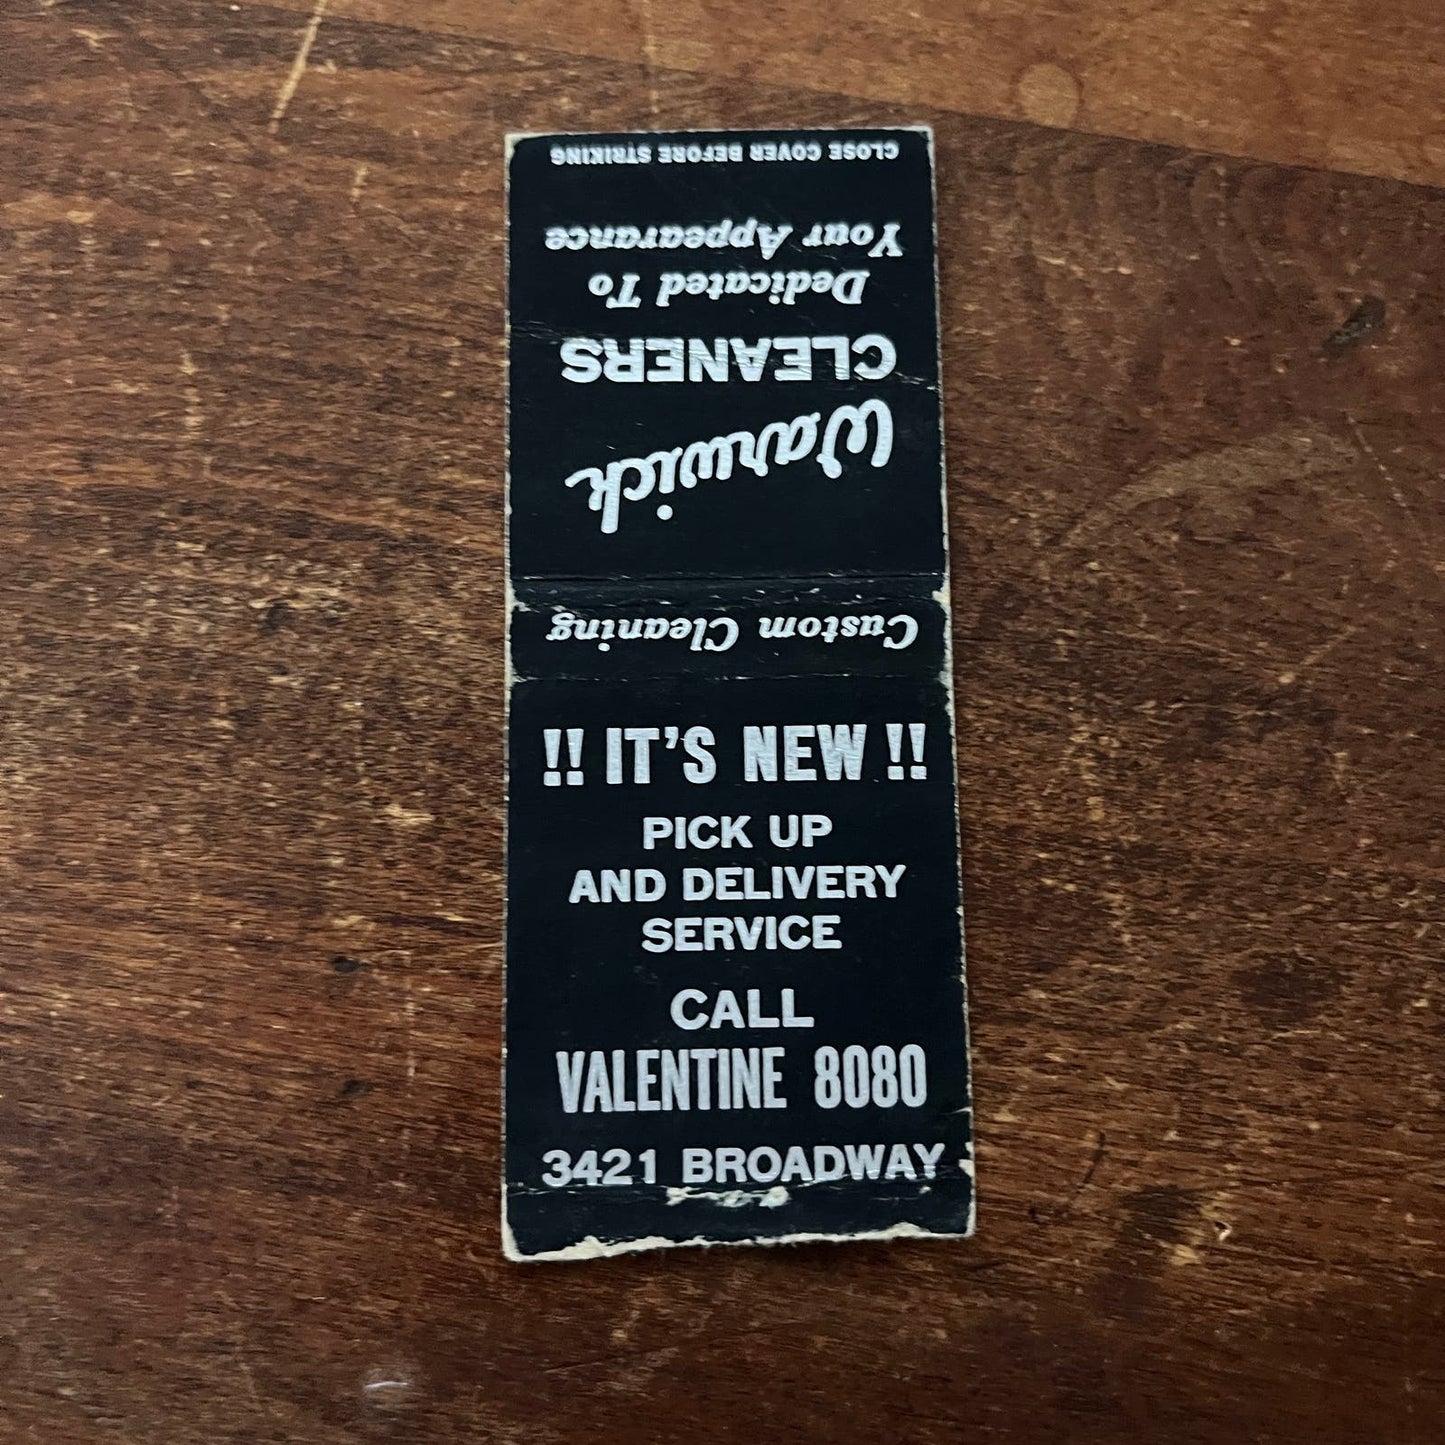 CLOSE COVER BEFORE STRIKING
Warwick
CLEANERS
Dedicated To
Your Appearance
Custom Cleaning
!! IT'S NEW !!
PICK UP
AND DELIVERY
SERVICE
CALL
VALENTINE 8080
3421 BROADWAY